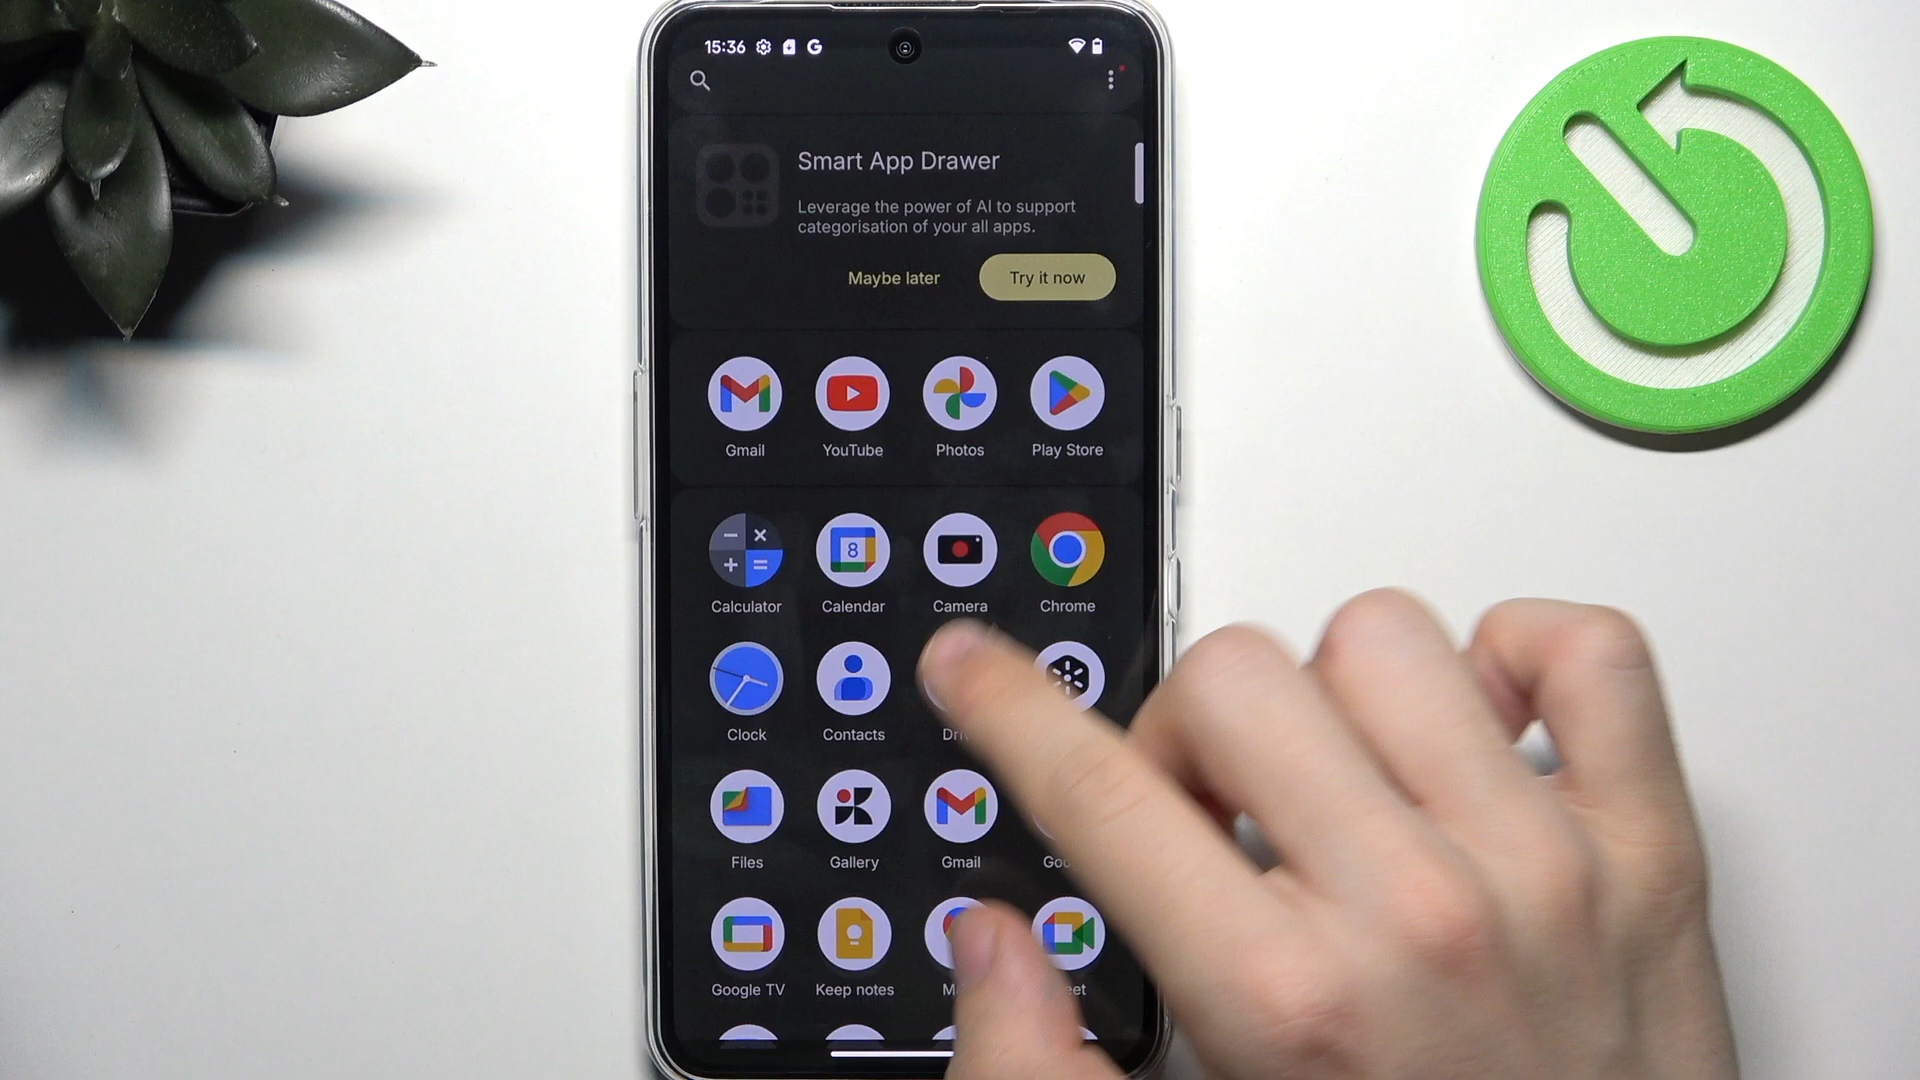 15:36
Smart App Drawer
Leverage the power of AI to support
categorisation of your all apps.
Maybe later
Try it now
Gmail
YouTube
Photos
Play Store
8
Calculator
Calendar
Camera
Chrome
Clock
Contacts
Files
Gallery
Gmail
Google TV
Keep notes